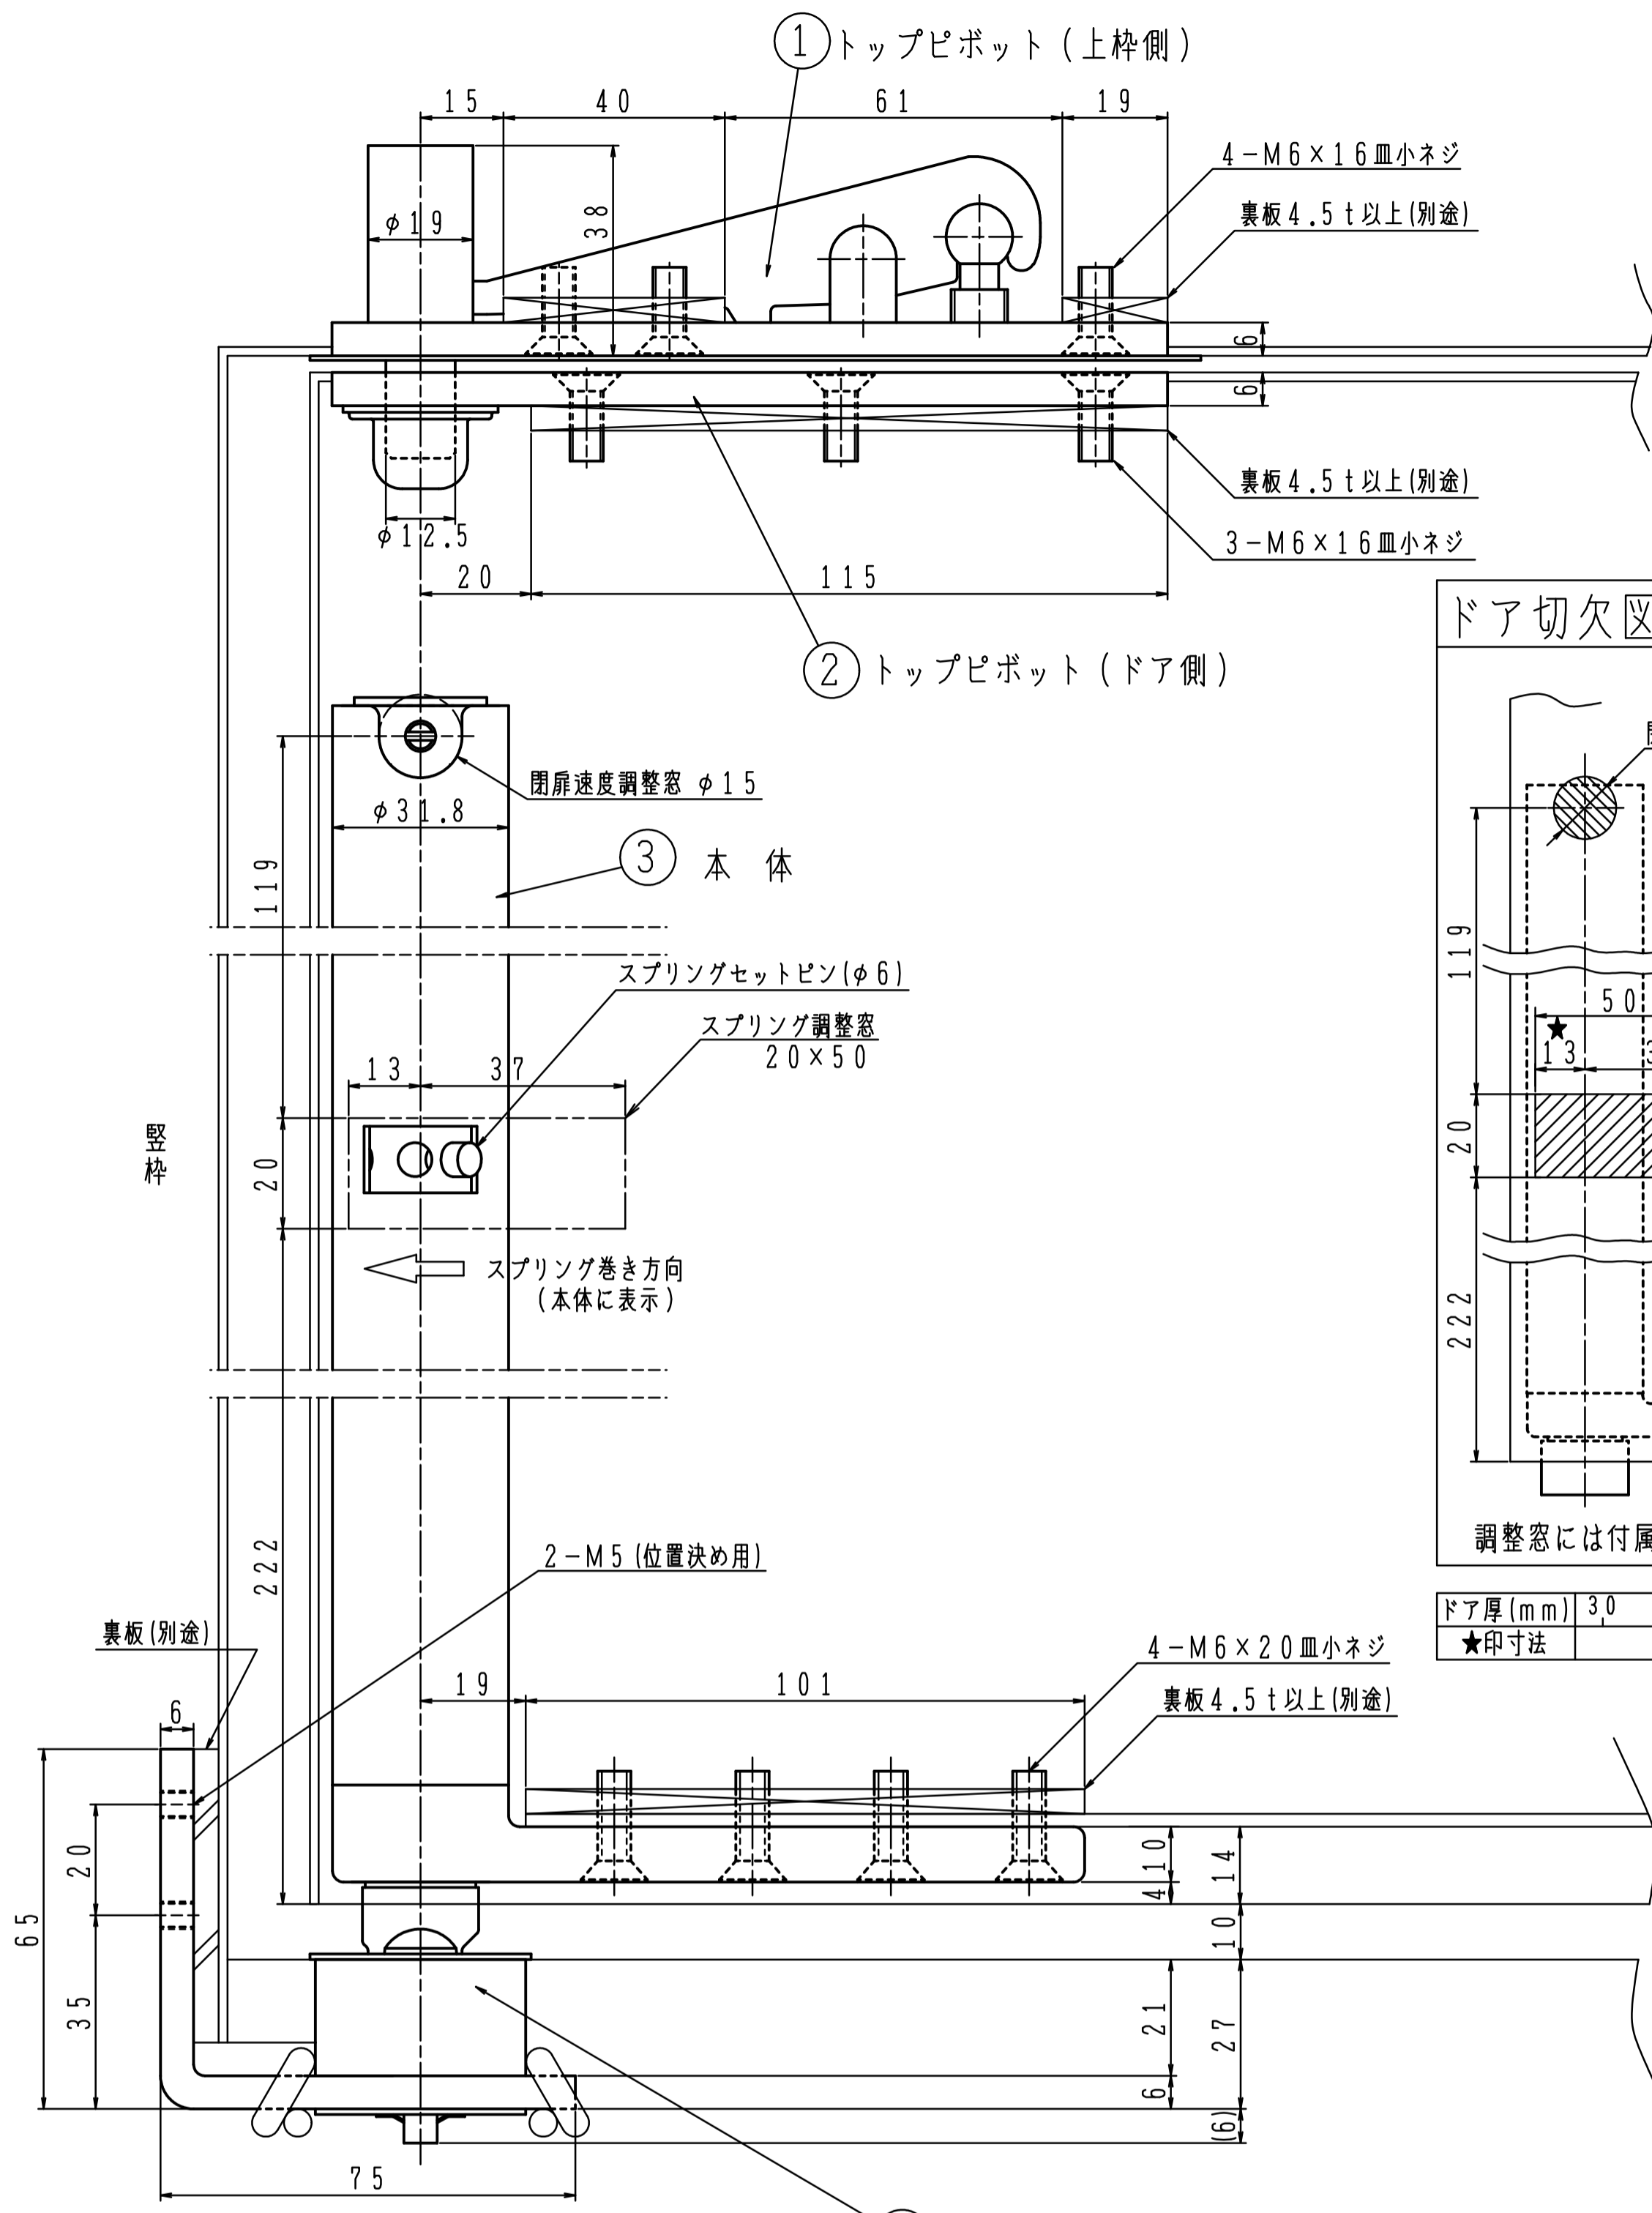 ① トップピボット(上枠側)
15 40 61 19
4-M6×16皿小ネジ
裏板4.5t以上(別途)
φ19
38
6
6
裏板4.5t以上(別途)
3-M6×16皿小ネジ
φ12.5
20 115
② トップピボット(ドア側)
閉扉速度調整窓 φ15
φ31.8
③ 本 体
119
スプリングセットピン(φ6)
スプリング調整窓
20×50
13 37
竪枠
20
スプリング巻き方向
(本体に表示)
222
2-M5(位置決め用)
裏板(別途)
4-M6×20皿小ネジ
裏板4.5t以上(別途)
19 101
6
20
65
35
10
14
4
10
21
27
6
(6)
75
ドア切欠図
119
50
★
13
20
222
調整窓には付属
ドア厚(mm) 30
★印寸法